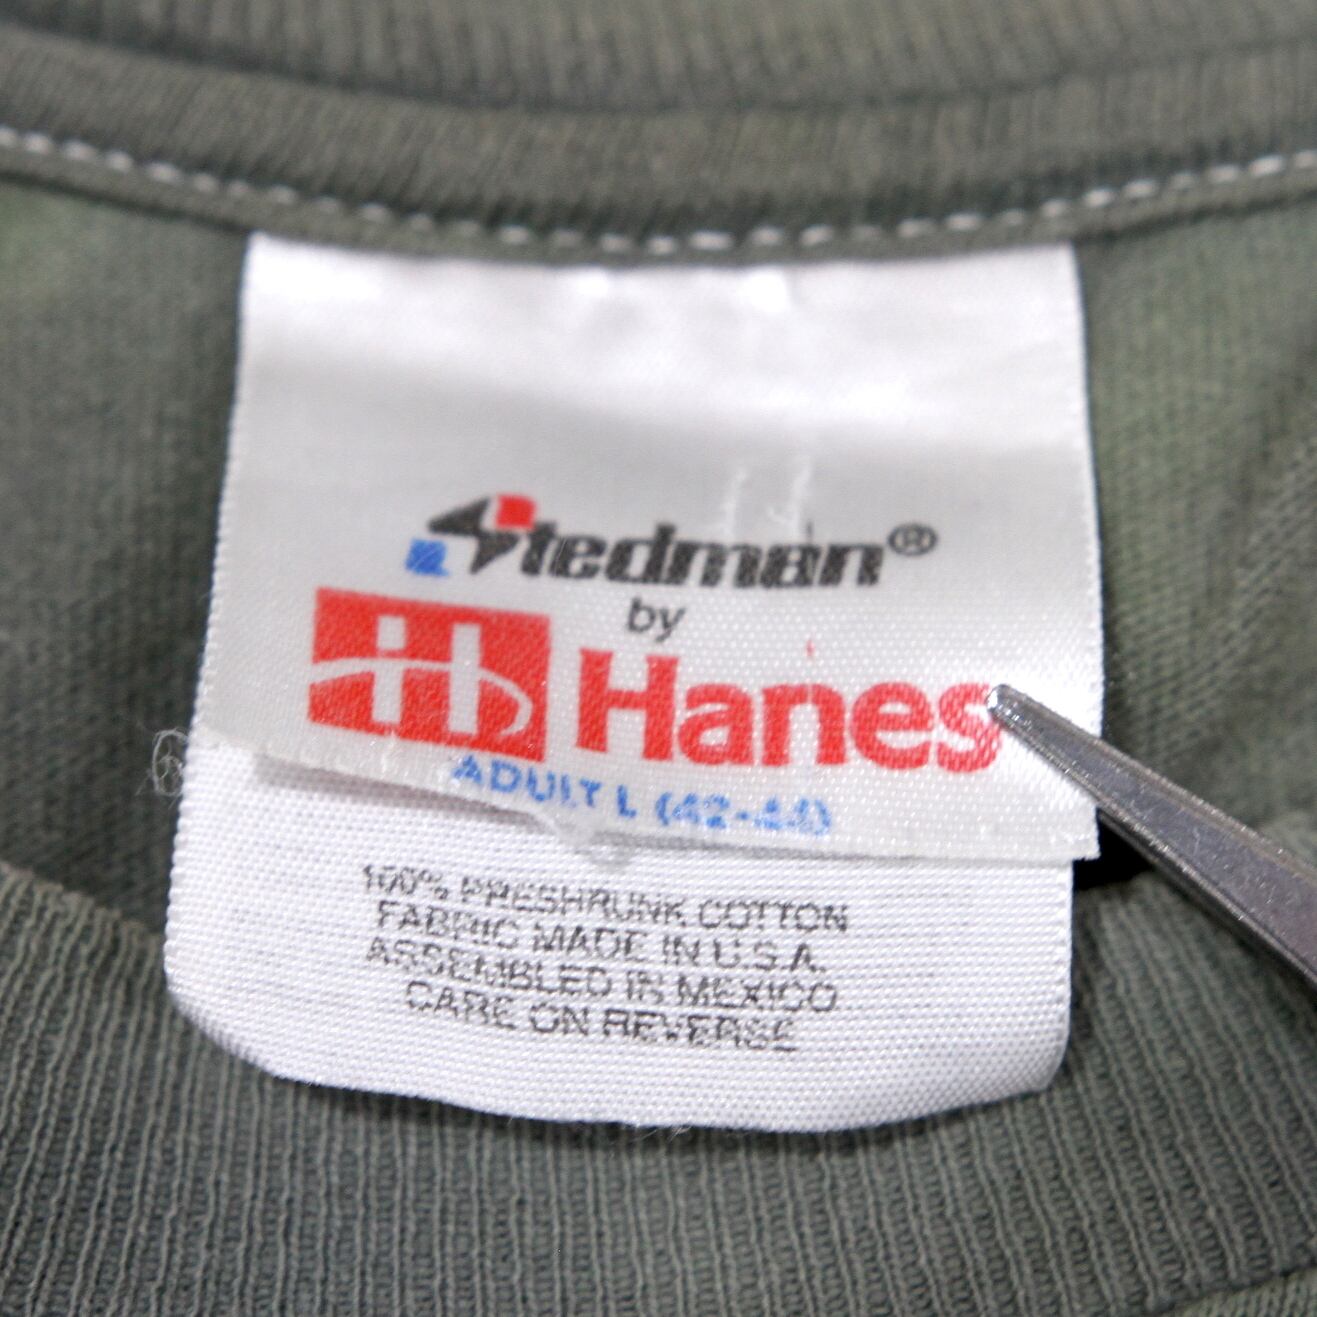 Stedman®
by
Hanes
ADULT L (42-44)
100% PRESHRUNK COTTON
FABRIC MADE IN U.S.A.
ASSEMBLED IN MEXICO
CARE ON REVERSE